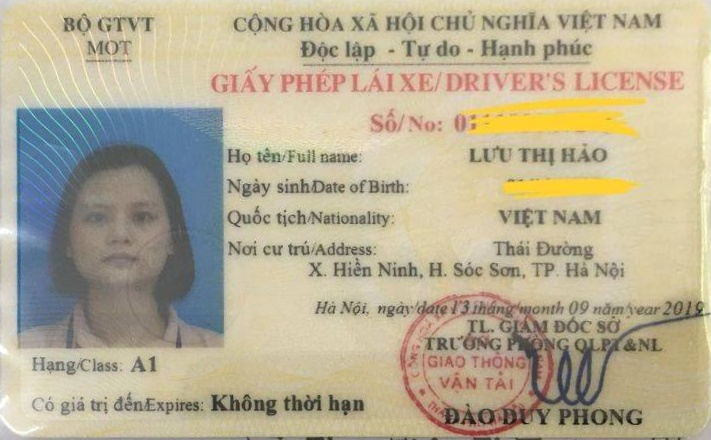 BỘ GTVT
MOT
CỘNG HÒA XÃ HỘI CHỦ NGHĨA VIỆT NAM
Độc lập - Tự do - Hạnh phúc
GIẤY PHÉP LÁI XE/DRIVER'S LICENSE
Số/No:
Họ tên/Full name: LƯU THỊ HẢO
Ngày sinh/Date of Birth:
Quốc tịch/Nationality: VIỆT NAM
Nơi cư trú/Address: Thái Đường
X. Hiền Ninh, H. Sóc Sơn, TP. Hà Nội
Hà Nội, ngày/date 13 tháng/month 09 năm/year 2019
TL. GIÁM ĐỐC SỞ
TRƯỞNG PHÒNG QLPT&NL
GIAO THÔNG
VẬN TẢI
ĐÀO DUY PHONG
Hạng/Class: A1
Có giá trị đến/Expires: Không thời hạn